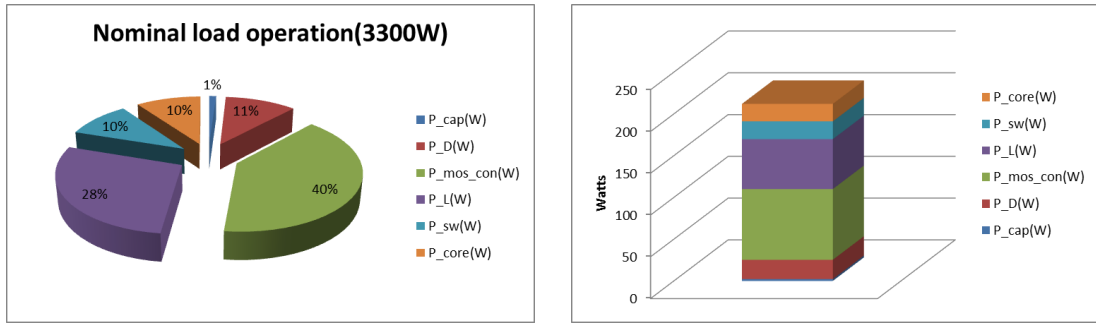 Nominal load operation(3300W)
1%
11%
40%
28%
10%
10%
P_cap(W)
P_D(W)
P_mos_con(W)
P_L(W)
P_sw(W)
P_core(W)
250
200
150
100
50
0
Watts
P_core(W)
P_sw(W)
P_L(W)
P_mos_con(W)
P_D(W)
P_cap(W)